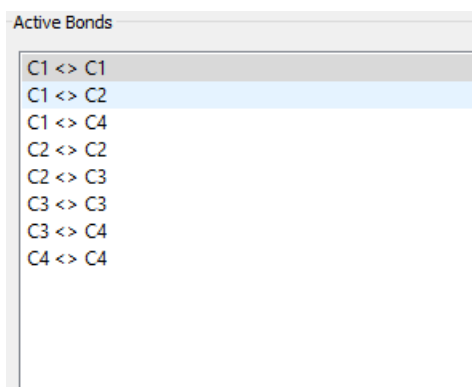 Active Bonds
C1 <> C1
C1 <> C2
C1 <> C4
C2 <> C2
C2 <> C3
C3 <> C3
C3 <> C4
C4 <> C4